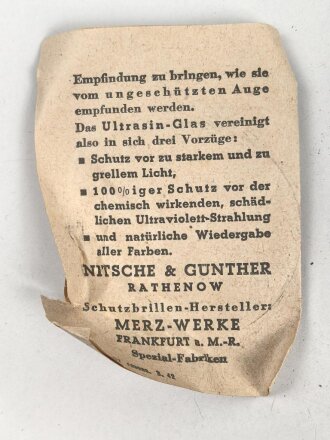 Empfindung zu bringen, wie sie
vom ungeschützten Auge
empfunden werden.
Das Ultrasin-Glas vereinigt
also in sich drei Vorzüge:
■ Schutz vor zu starkem und zu
grellem Licht,
■ 100%iger Schutz vor der
chemisch wirkenden, schäd-
lichen Ultraviolett-Strahlung
■ und natürliche Wiedergabe
aller Farben.
NITSCHE & GÜNTHER
RATHENOW
Schutzbrillen-Hersteller:
MERZ-WERKE
FRANKFURT a. M.-R.
Spezial-Fabriken
42